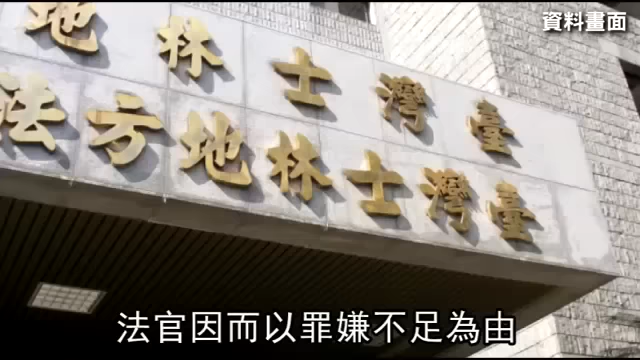 資料畫面
臺灣士林地
臺灣士林地方法
法官因而以罪嫌不足為由